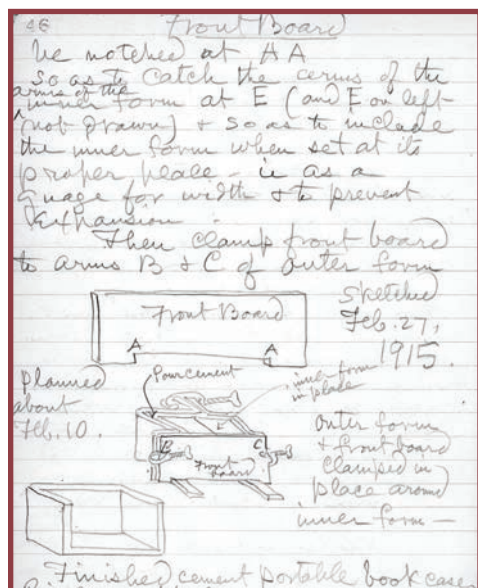 46
Front Board
be notched at AA
so as to catch the arms of the
arms of the
inner form at E (and E on left
(not drawn) & so as to include
the inner form when set at its
proper place - ie as a
guage for width & to prevent
expansion.
Then clamp front board
to arms B & C of outer form
Sketched
Feb. 27,
1915.
Front Board
A
A
planned
about
Feb. 10.
Pour cement
inner form
in place
B
C
Front
board
outer form
& front board
clamped in
place around
inner form -
Finished cement portable book cases